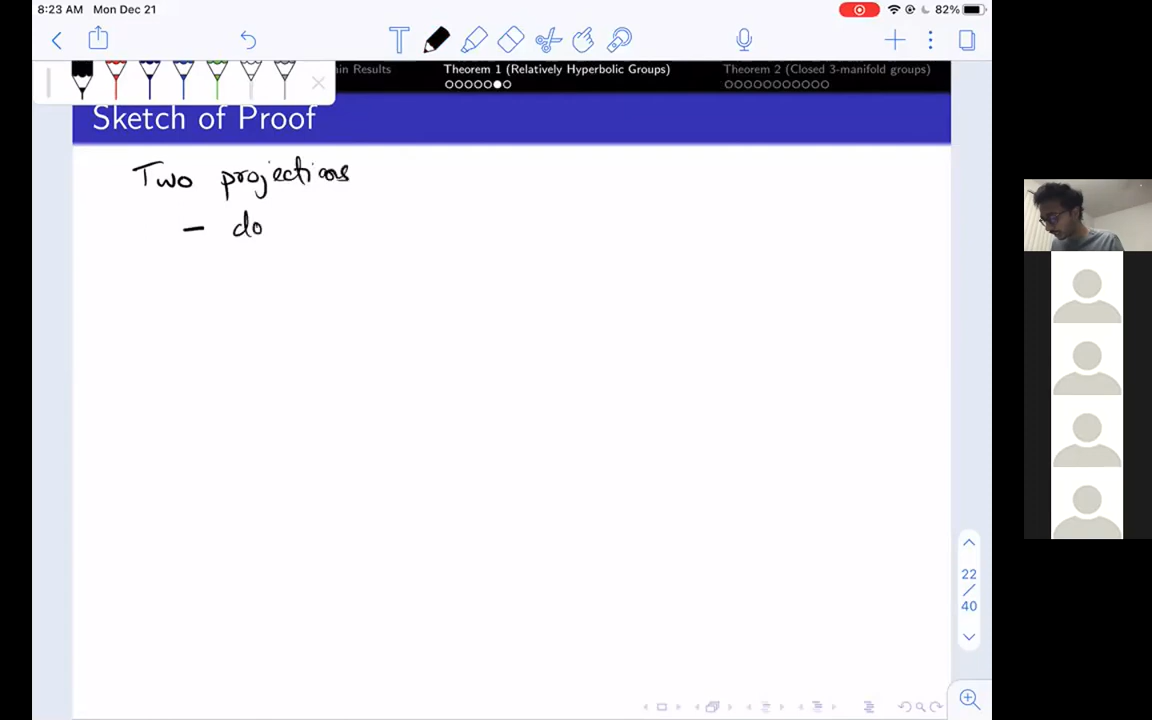 8:23 AM Mon Dec 21
82%
T
ain Results
Theorem 1 (Relatively Hyperbolic Groups)
Theorem 2 (Closed 3-manifold groups)
Sketch of Proof
Two projections
- do
22
/
40